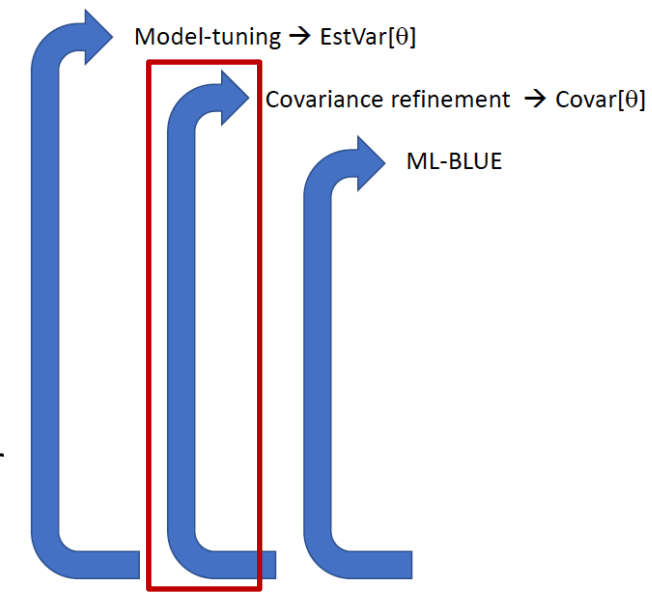 Model-tuning → EstVar[θ]
Covariance refinement → Covar[θ]
ML-BLUE